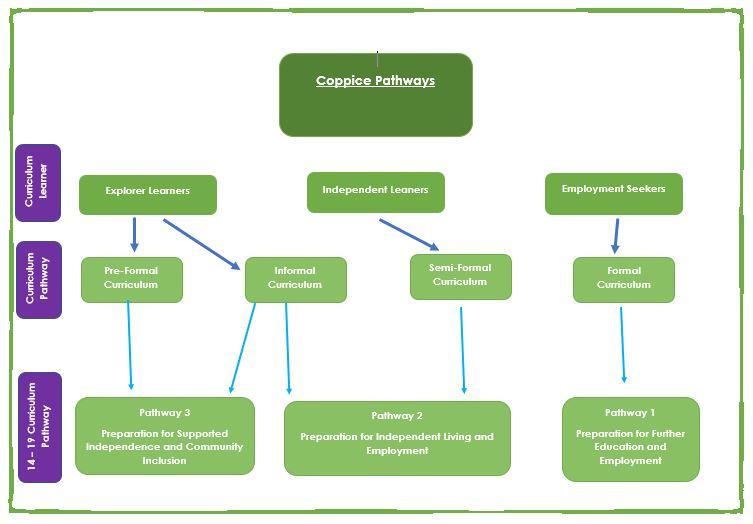 Coppice Pathways
Curriculum
Learner
Explorer Learners
Independent Leaners
Employment Seekers
Curriculum
Pathway
Pre-Formal
Curriculum
Informal
Curriculum
Semi-Formal
Curriculum
Formal
Curriculum
14 – 19 Curriculum
Pathway
Pathway 3
Preparation for Supported
Independence and Community
Inclusion
Pathway 2
Preparation for Independent Living and
Employment
Pathway 1
Preparation for Further
Education and
Employment